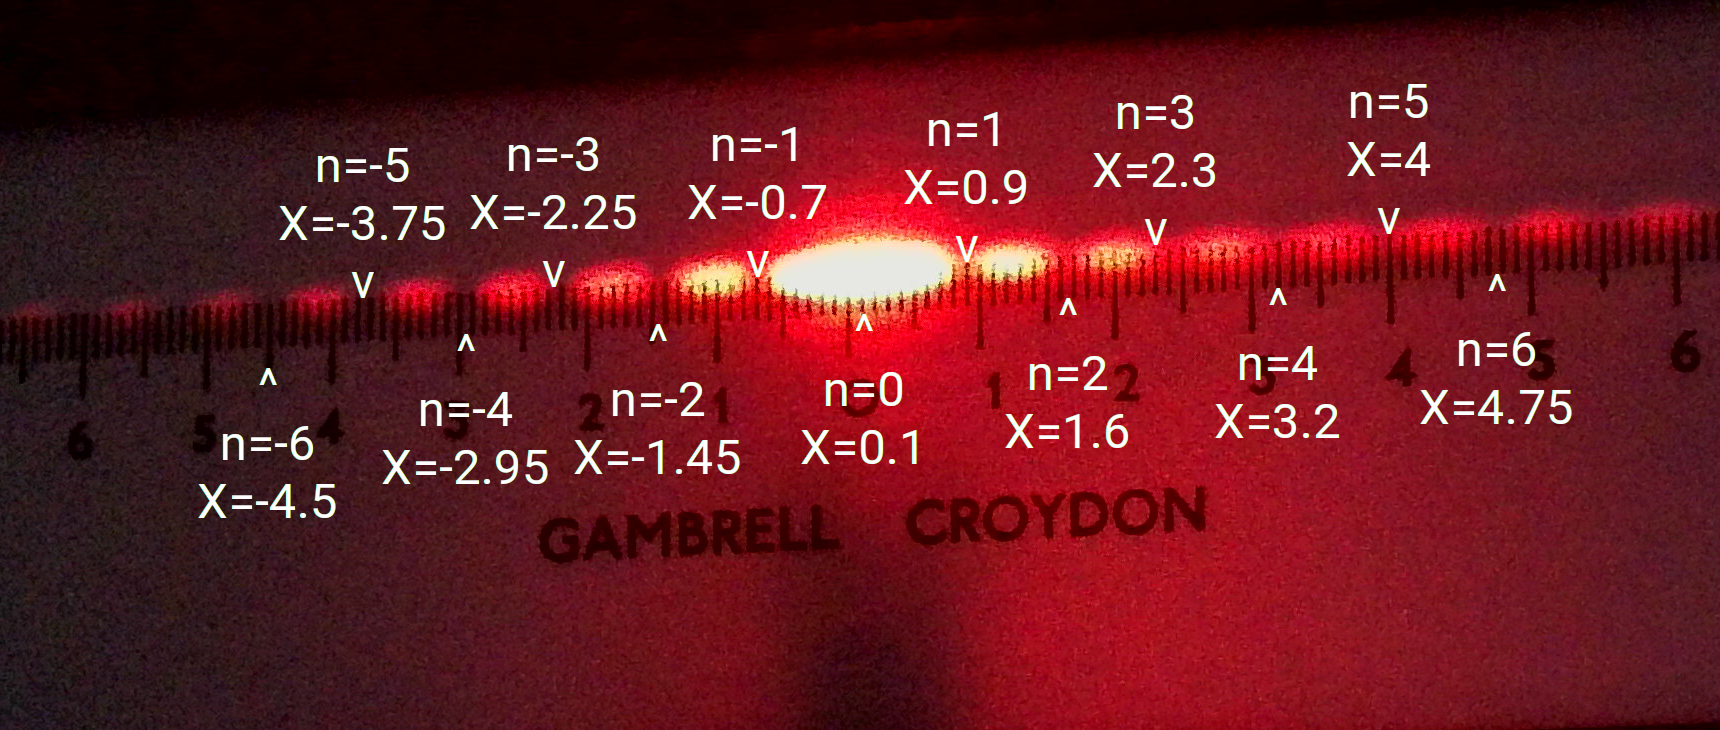 n=5
X=4
n=3
X=2.3
n=1
X=0.9
n=-1
X=-0.7
n=-3
X=-2.25
n=-5
X=-3.75
v v v v v v
^ ^ ^ ^ ^ ^ ^
6 5 4 3 2 1 0 1 2 3 4 5 6
n=6
X=4.75
n=4
X=3.2
n=2
X=1.6
n=0
X=0.1
n=-2
X=-1.45
n=-4
X=-2.95
n=-6
X=-4.5
GAMBRELL CROYDON